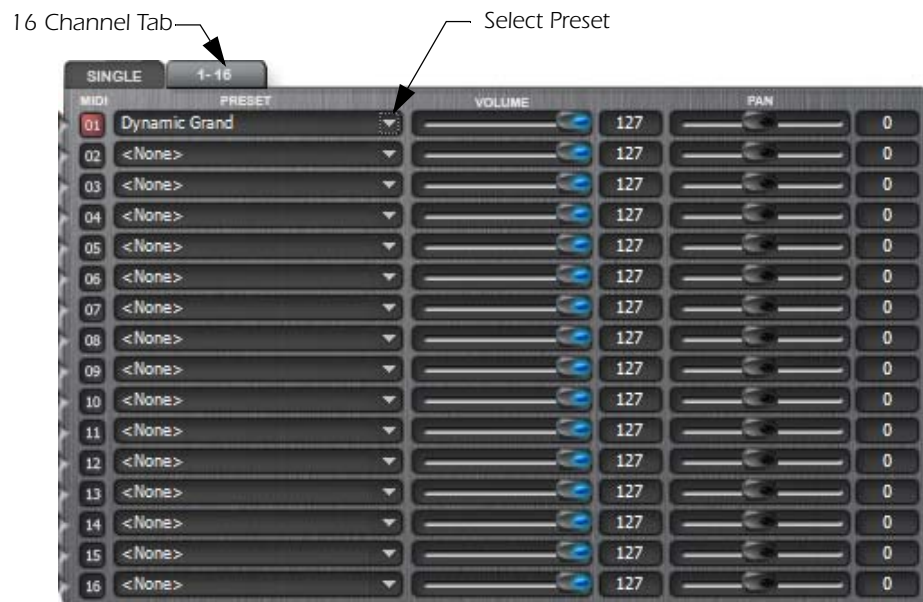 16 Channel Tab Select Preset
SINGLE 1-16
MIDI PRESET VOLUME PAN
01 Dynamic Grand 127 0
02 <None> 127 0
03 <None> 127 0
04 <None> 127 0
05 <None> 127 0
06 <None> 127 0
07 <None> 127 0
08 <None> 127 0
09 <None> 127 0
10 <None> 127 0
11 <None> 127 0
12 <None> 127 0
13 <None> 127 0
14 <None> 127 0
15 <None> 127 0
16 <None> 127 0